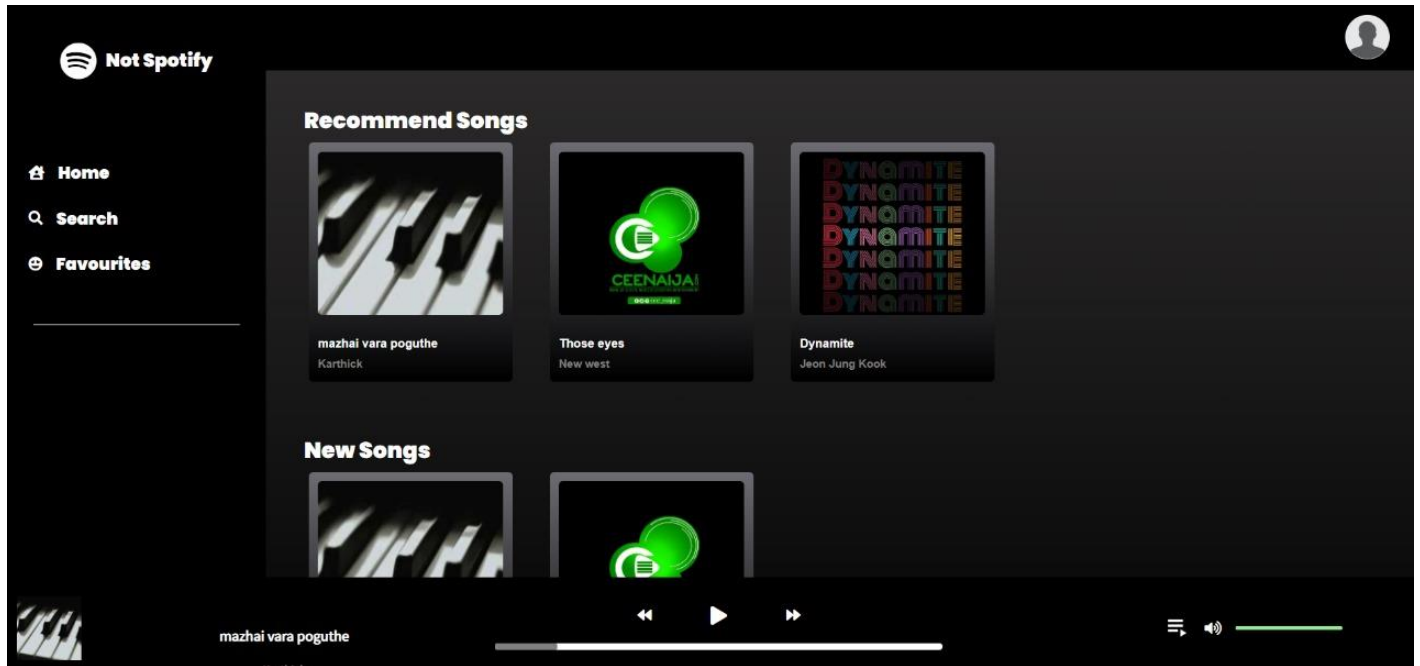 Not Spotify
Home
Search
Favourites
Recommend Songs
CEENAIJA
DYNAMITE
DYNAMITE
DYNAMITE
DYNAMITE
DYNAMITE
DYNAMITE
DYNAMITE
DYNAMITE
mazhai vara poguthe
Karthick
Those eyes
New west
Dynamite
Jeon Jung Kook
New Songs
mazhai vara poguthe